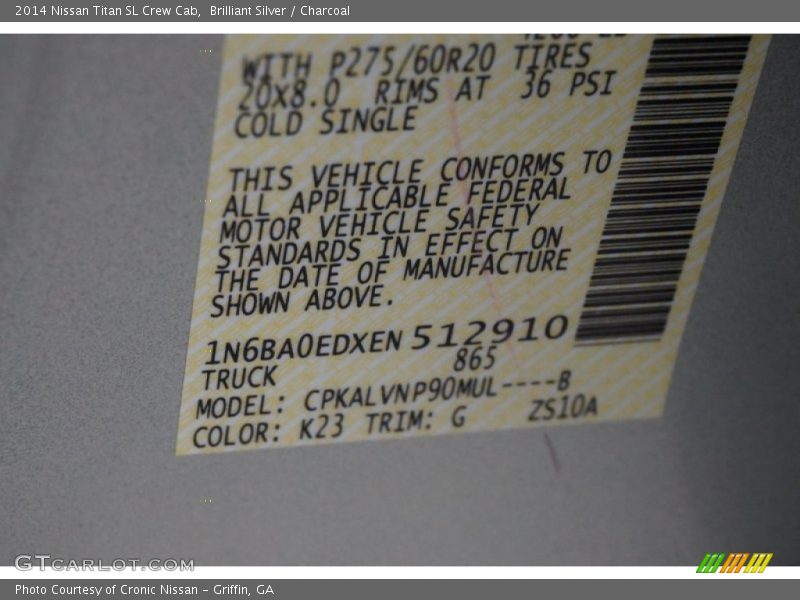 2014 Nissan Titan SL Crew Cab,  Brilliant Silver / Charcoal
WITH P275/60R20 TIRES
20X8.0 RIMS AT 36 PSI
COLD SINGLE
THIS VEHICLE CONFORMS TO
ALL APPLICABLE FEDERAL
MOTOR VEHICLE SAFETY
STANDARDS IN EFFECT ON
THE DATE OF MANUFACTURE
SHOWN ABOVE.
1N6BA0EDXEN 512910
TRUCK 865
MODEL: CPKALVNP90MUL----B
COLOR: K23 TRIM: G ZS10A
GTCARLOT.COM
Photo Courtesy of Cronic Nissan – Griffin, GA